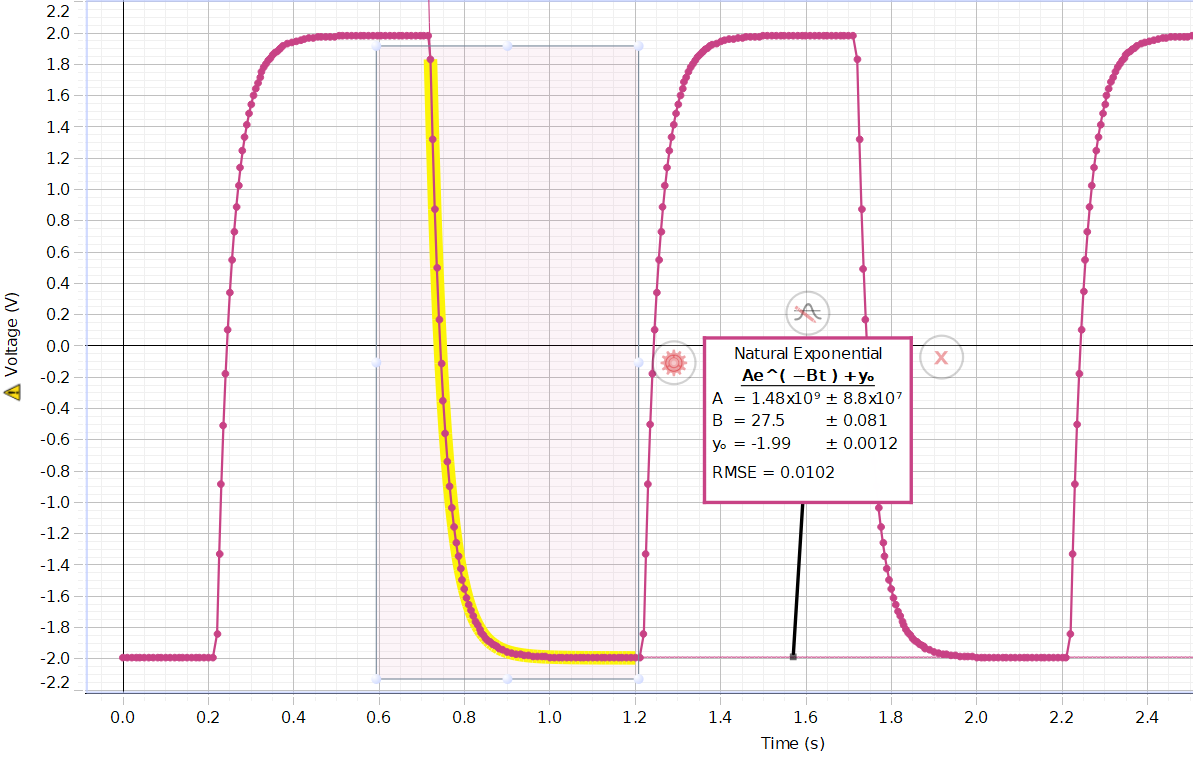 2.2
2.0
1.8
1.6
1.4
1.2
1.0
0.8
0.6
0.4
0.2
0.0
-0.2
-0.4
-0.6
-0.8
-1.0
-1.2
-1.4
-1.6
-1.8
-2.0
-2.2
Voltage (V)
Natural Exponential
Ae^( −Bt ) +y₀
A = 1.48x10⁹ ± 8.8x10⁷
B = 27.5 ± 0.081
y₀ = -1.99 ± 0.0012
RMSE = 0.0102
X
0.0 0.2 0.4 0.6 0.8 1.0 1.2 1.4 1.6 1.8 2.0 2.2 2.4
Time (s)